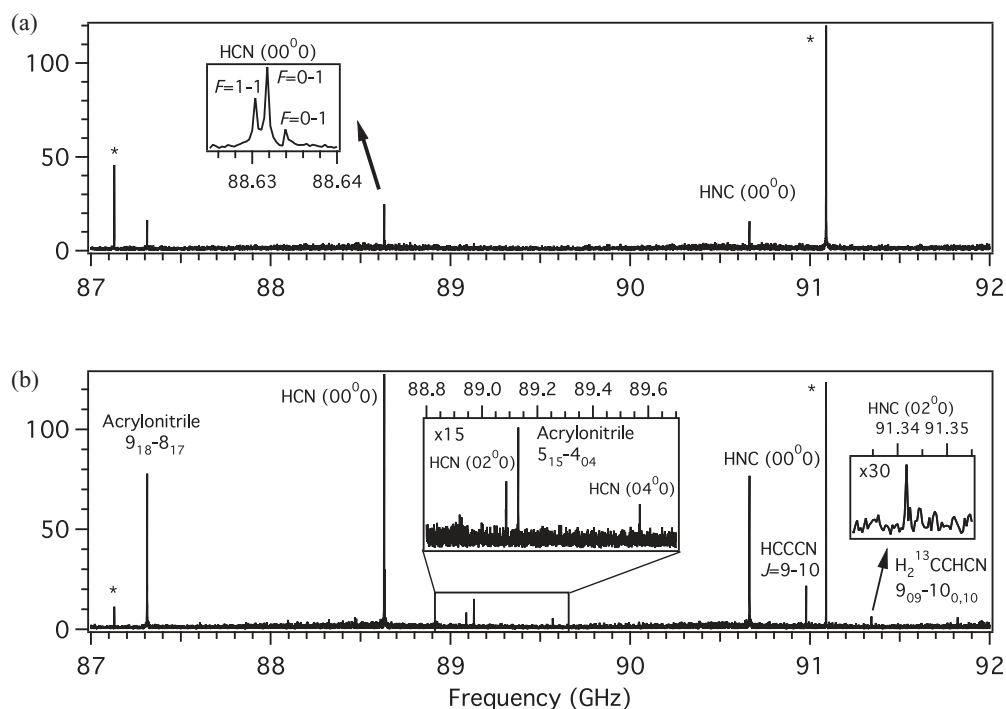 (a)
100
50
0
HCN (00⁰0)
F=1-1
F=0-1
F=0-1
88.63
88.64
*
*
HNC (00⁰0)
87
88
89
90
91
92
(b)
100
50
0
Acrylonitrile
9₁₈-8₁₇
*
HCN (00⁰0)
88.8
89.0
89.2
89.4
89.6
x15
HCN (02⁰0)
Acrylonitrile
5₁₅-4₀₄
HCN (04⁰0)
HNC (00⁰0)
HCCCN
J=9-10
*
HNC (02⁰0)
91.34 91.35
x30
H₂¹³CCHCN
9₀₉-10₀,₁₀
87
88
89
90
91
92
Frequency (GHz)